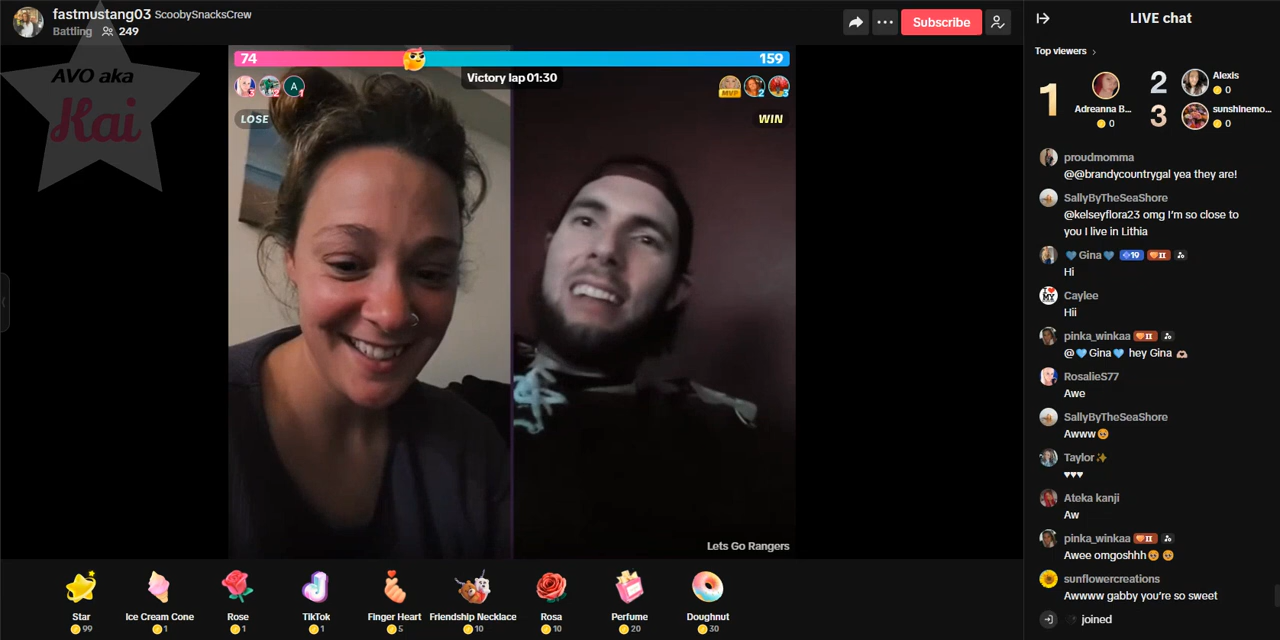 fastmustang03 ScoobySnacksCrew
Battling 249
Subscribe
AVO aka
Kai
74
159
Victory lap 01:30
A
MVP
LOSE
WIN
Lets Go Rangers
Star
99
Ice Cream Cone
1
Rose
1
TikTok
1
Finger Heart
5
Friendship Necklace
10
Rosa
10
Perfume
20
Doughnut
30
LIVE chat
Top viewers
1
Adreanna B...
0
2
Alexis
0
3
sunshinemo...
0
proudmomma
@@brandycountrygal yea they are!
SallyByTheSeaShore
@kelseyflora23 omg I'm so close to
you I live in Lithia
💙Gina💙 19 II
Hi
Caylee
Hii
pinka_winkaa II
@💙Gina💙 hey Gina 🫶🏼
RosalieS77
Awe
SallyByTheSeaShore
Awww🥹
Taylor✨
♥♥♥
Ateka kanji
Aw
pinka_winkaa II
Awee omgoshhh🥹🥹
sunflowercreations
Awwww gabby you're so sweet
joined